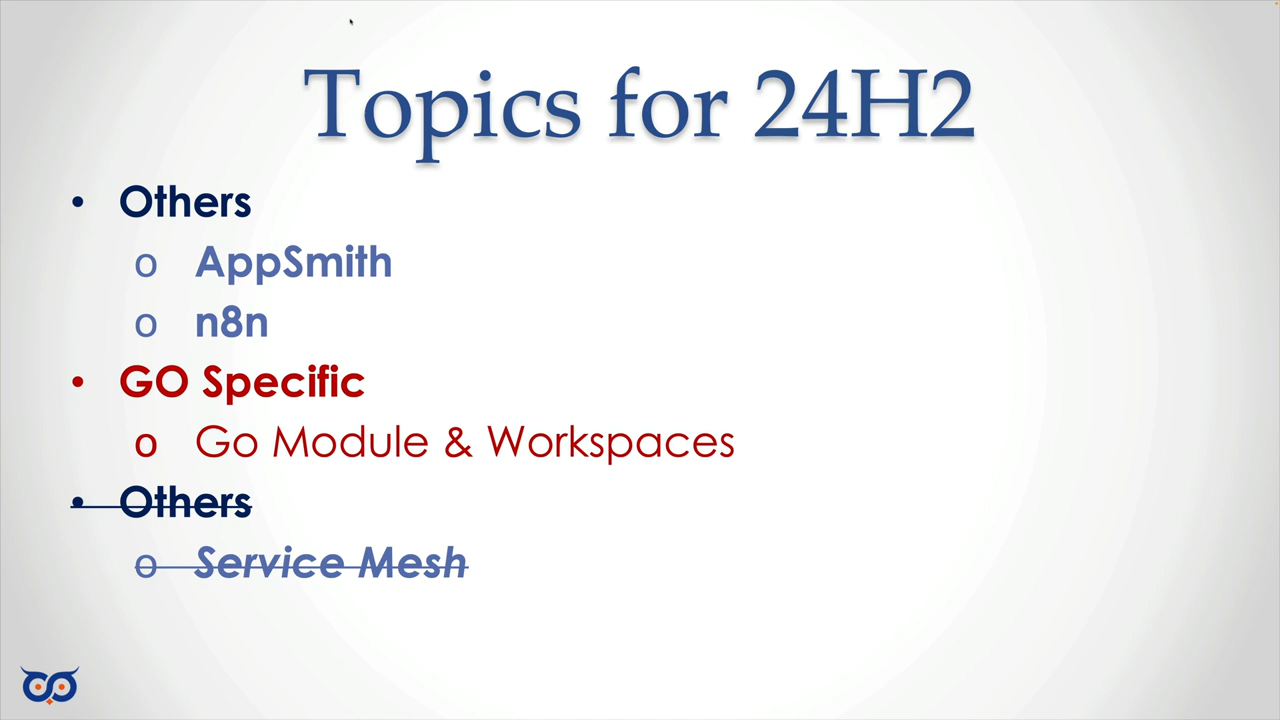 Topics for 24H2
• Others
o AppSmith
o n8n
• GO Specific
o Go Module & Workspaces
• Others
o Service Mesh